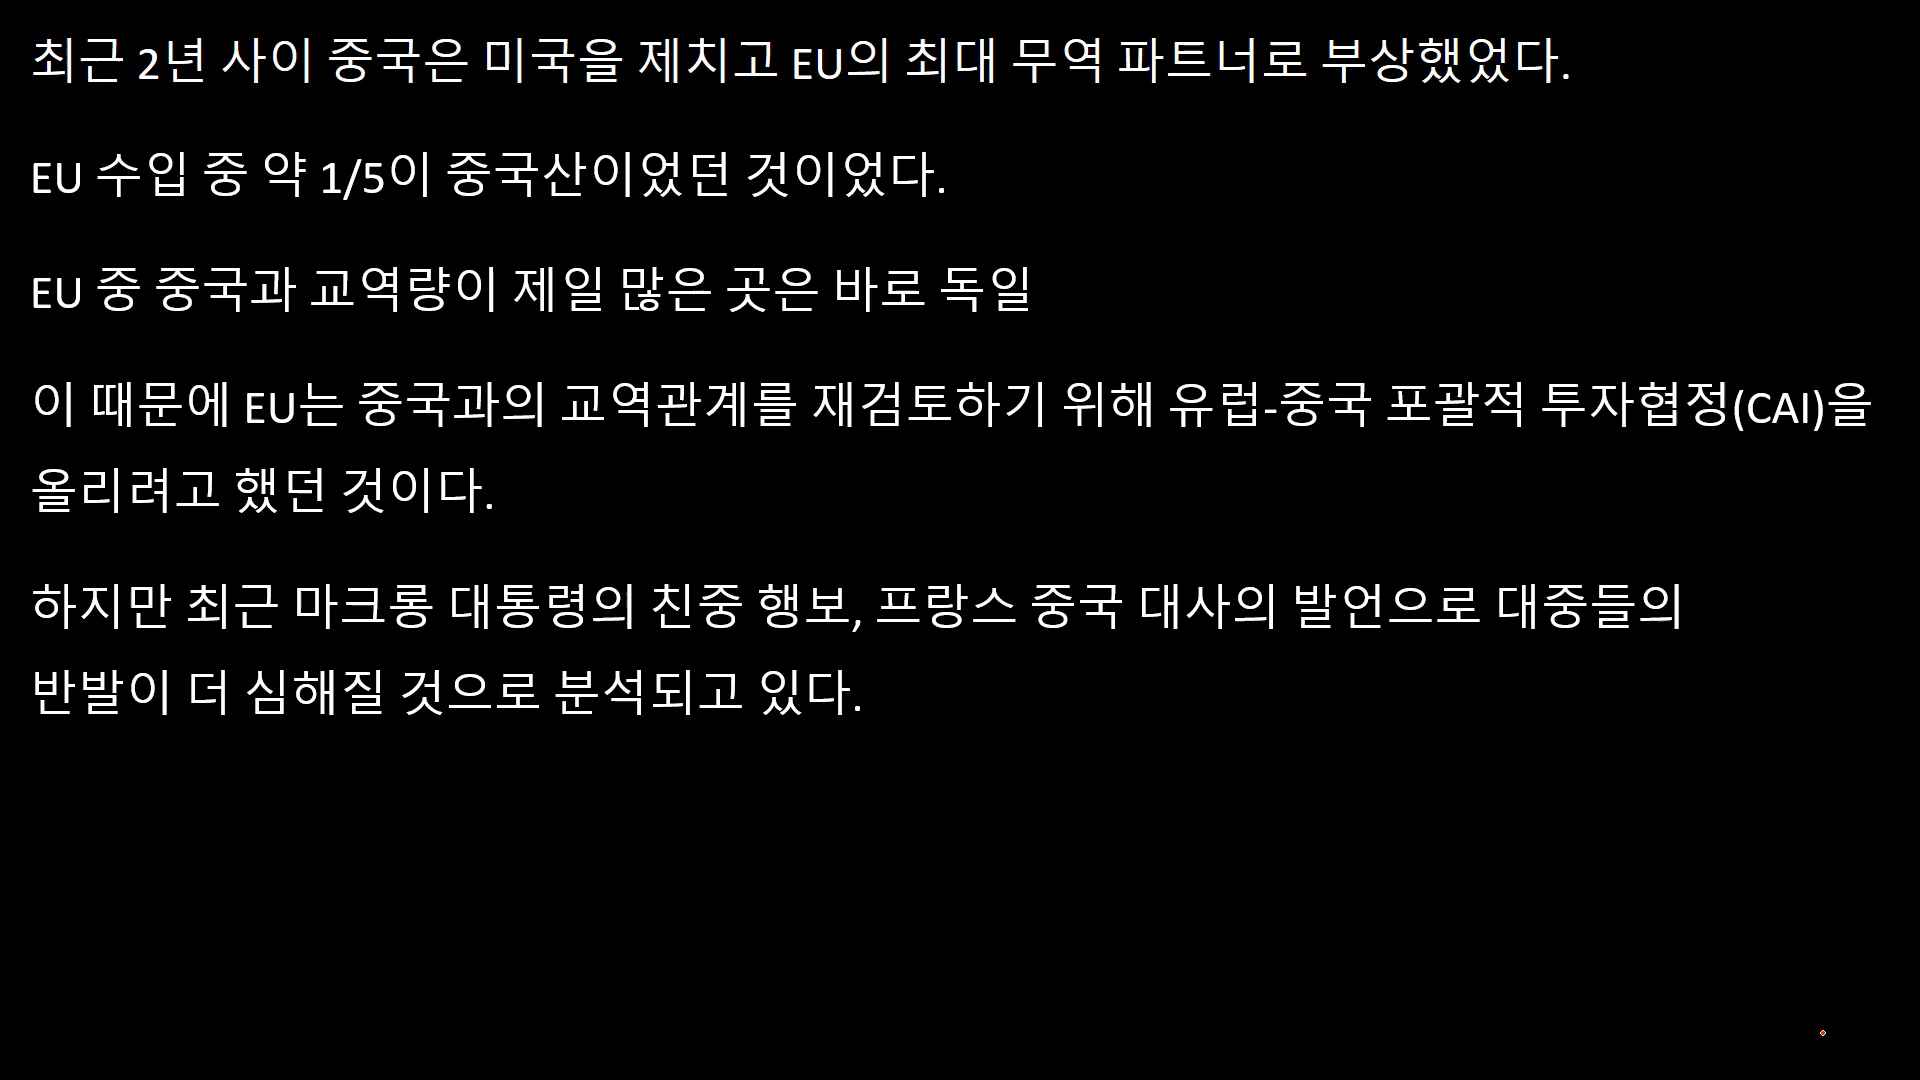 최근 2년 사이 중국은 미국을 제치고 EU의 최대 무역 파트너로 부상했었다.
EU 수입 중 약 1/5이 중국산이었던 것이었다.
EU 중 중국과 교역량이 제일 많은 곳은 바로 독일
이 때문에 EU는 중국과의 교역관계를 재검토하기 위해 유럽-중국 포괄적 투자협정(CAI)을
올리려고 했던 것이다.
하지만 최근 마크롱 대통령의 친중 행보, 프랑스 중국 대사의 발언으로 대중들의
반발이 더 심해질 것으로 분석되고 있다.